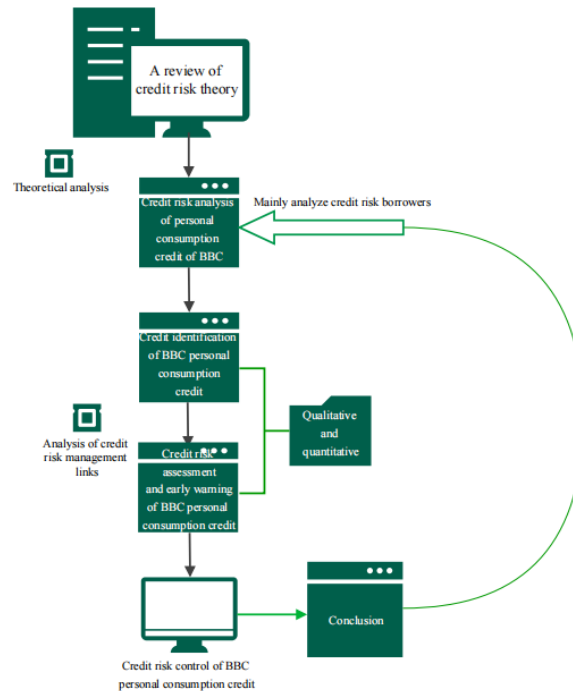 A review of
credit risk theory
Theoretical analysis
Credit risk analysis
of personal
consumption
credit of BBC
Mainly analyze credit risk borrowers
Credit identification
of BBC personal
consumption
credit
Qualitative
and
quantitative
Analysis of credit
risk management
links
Credit risk
assessment
and early warning
of BBC personal
consumption credit
Conclusion
Credit risk control of BBC
personal consumption credit